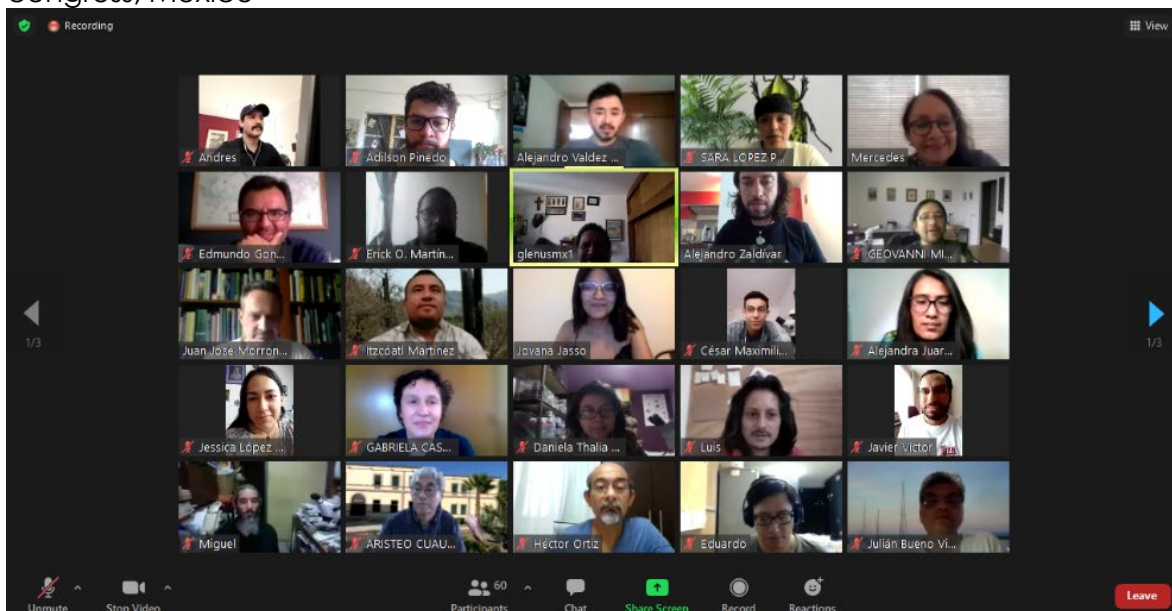 Congress, Mexico
Recording
View
Andres
Adilson Pinedo
Alejandro Valdez ...
SARA LOPEZ P...
Mercedes
Edmundo Gon...
Erick O. Martín...
glenusmx1
Alejandro Zaldívar
GEOVANNI MI...
Juan Jose Morron...
Itzcoatl Martinez
Jovana Jasso
César Maximili...
Alejandra Juar...
1/3
1/3
Jessica López ...
GABRIELA CAS...
Daniela Thalia ...
Luis
Javier Victor
Miguel
ARISTEO CUAU...
Héctor Ortiz
Eduardo
Julián Bueno Vi...
60
Unmute
Stop Video
Participants
Chat
Share Screen
Record
Reactions
Leave